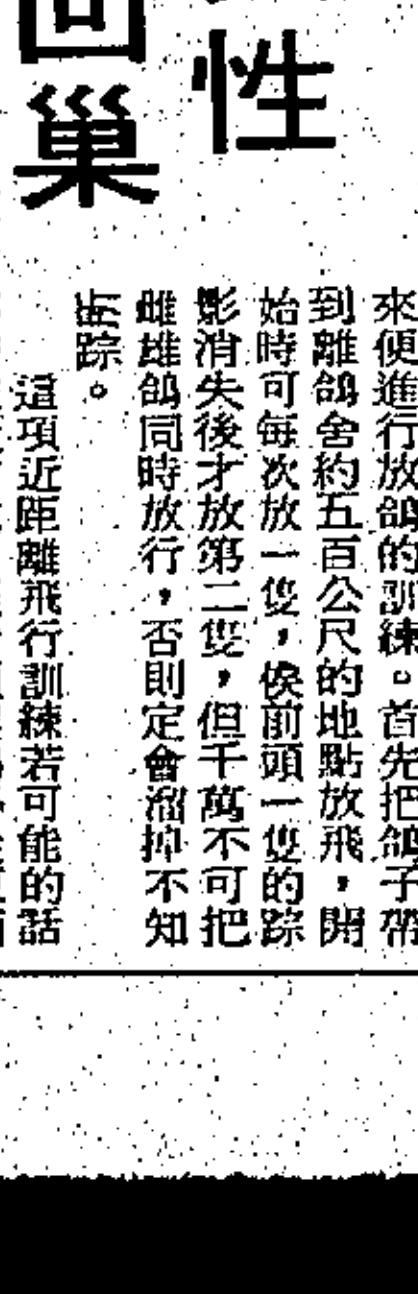 性
回巢
來便進行放鴿的訓練。首先把鴿子帶
到離鴿舍約五百公尺的地點放飛，開
始時可每次放一隻，俟前頭一隻的踪
影消失後才放第二隻，但千萬不可把
雌雄鴿同時放行，否則定會溜掉不知
所踪。
這項近距離飛行訓練若可能的話